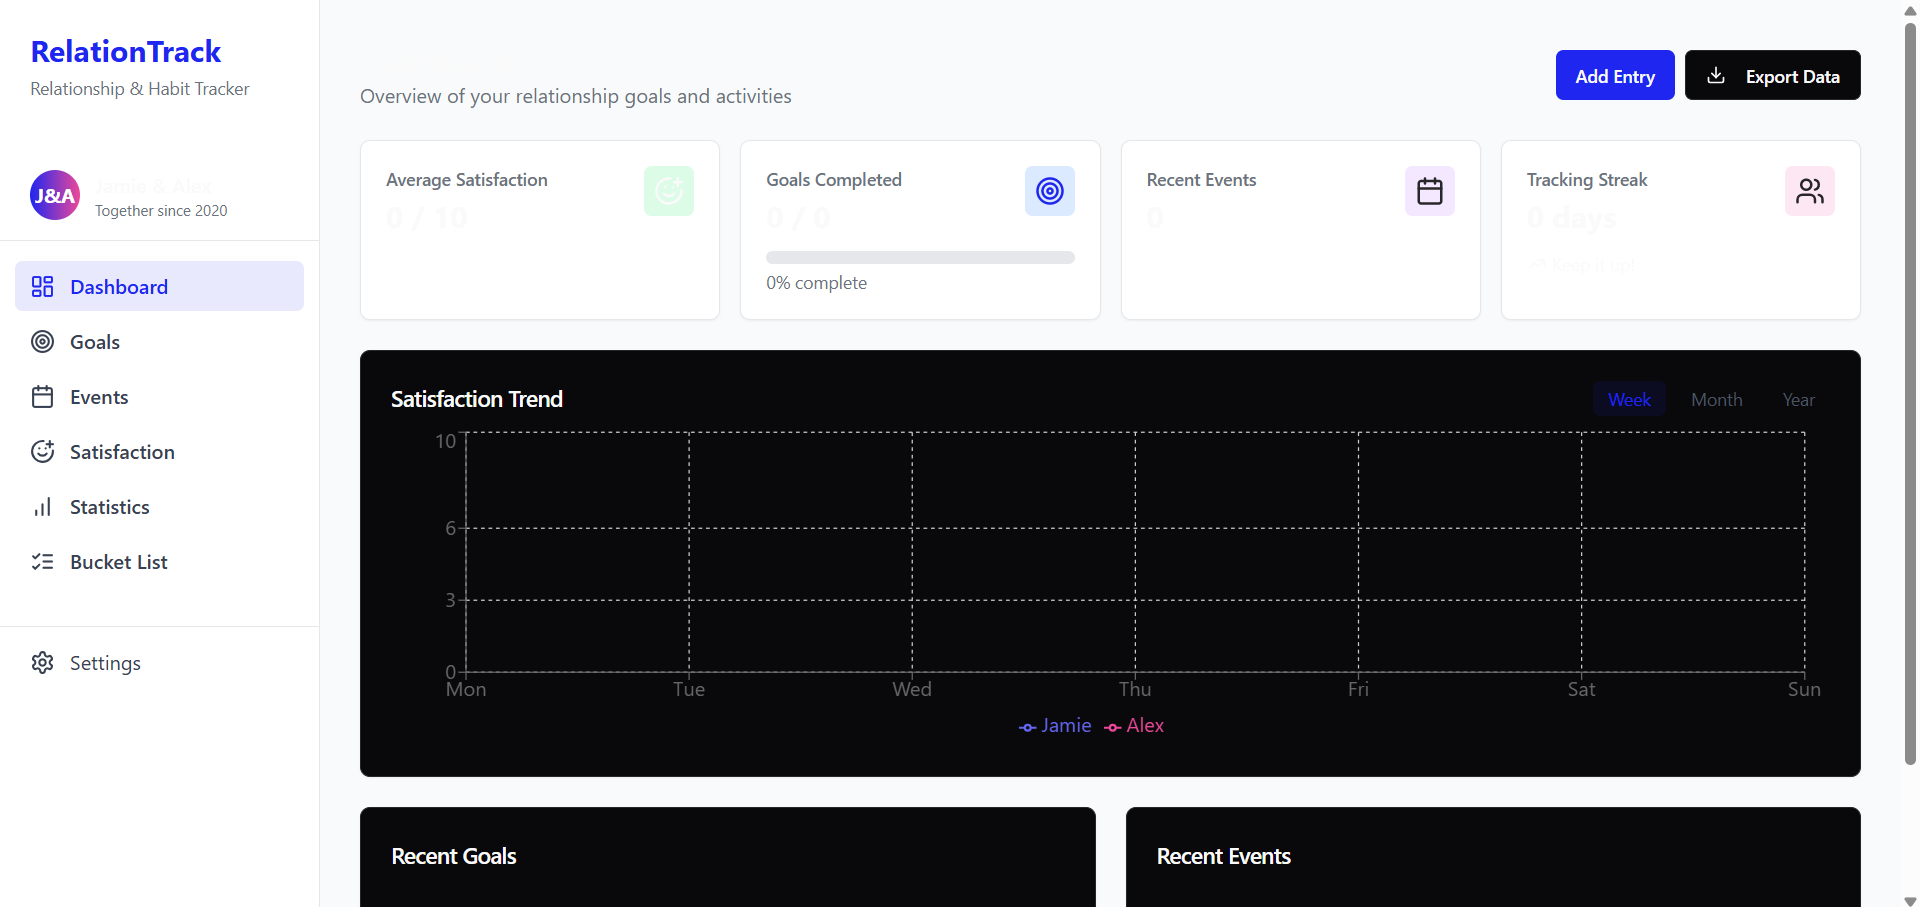 RelationTrack
Relationship & Habit Tracker
J&A
Jamie & Alex
Together since 2020
Dashboard
Goals
Events
Satisfaction
Statistics
Bucket List
Settings
Overview of your relationship goals and activities
Add Entry
Export Data
Average Satisfaction
0 / 10
Goals Completed
0 / 0
0% complete
Recent Events
0
Tracking Streak
0 days
Keep it up!
Satisfaction Trend
Week Month Year
10
6
3
0
Mon Tue Wed Thu Fri Sat Sun
Jamie Alex
Recent Goals
Recent Events